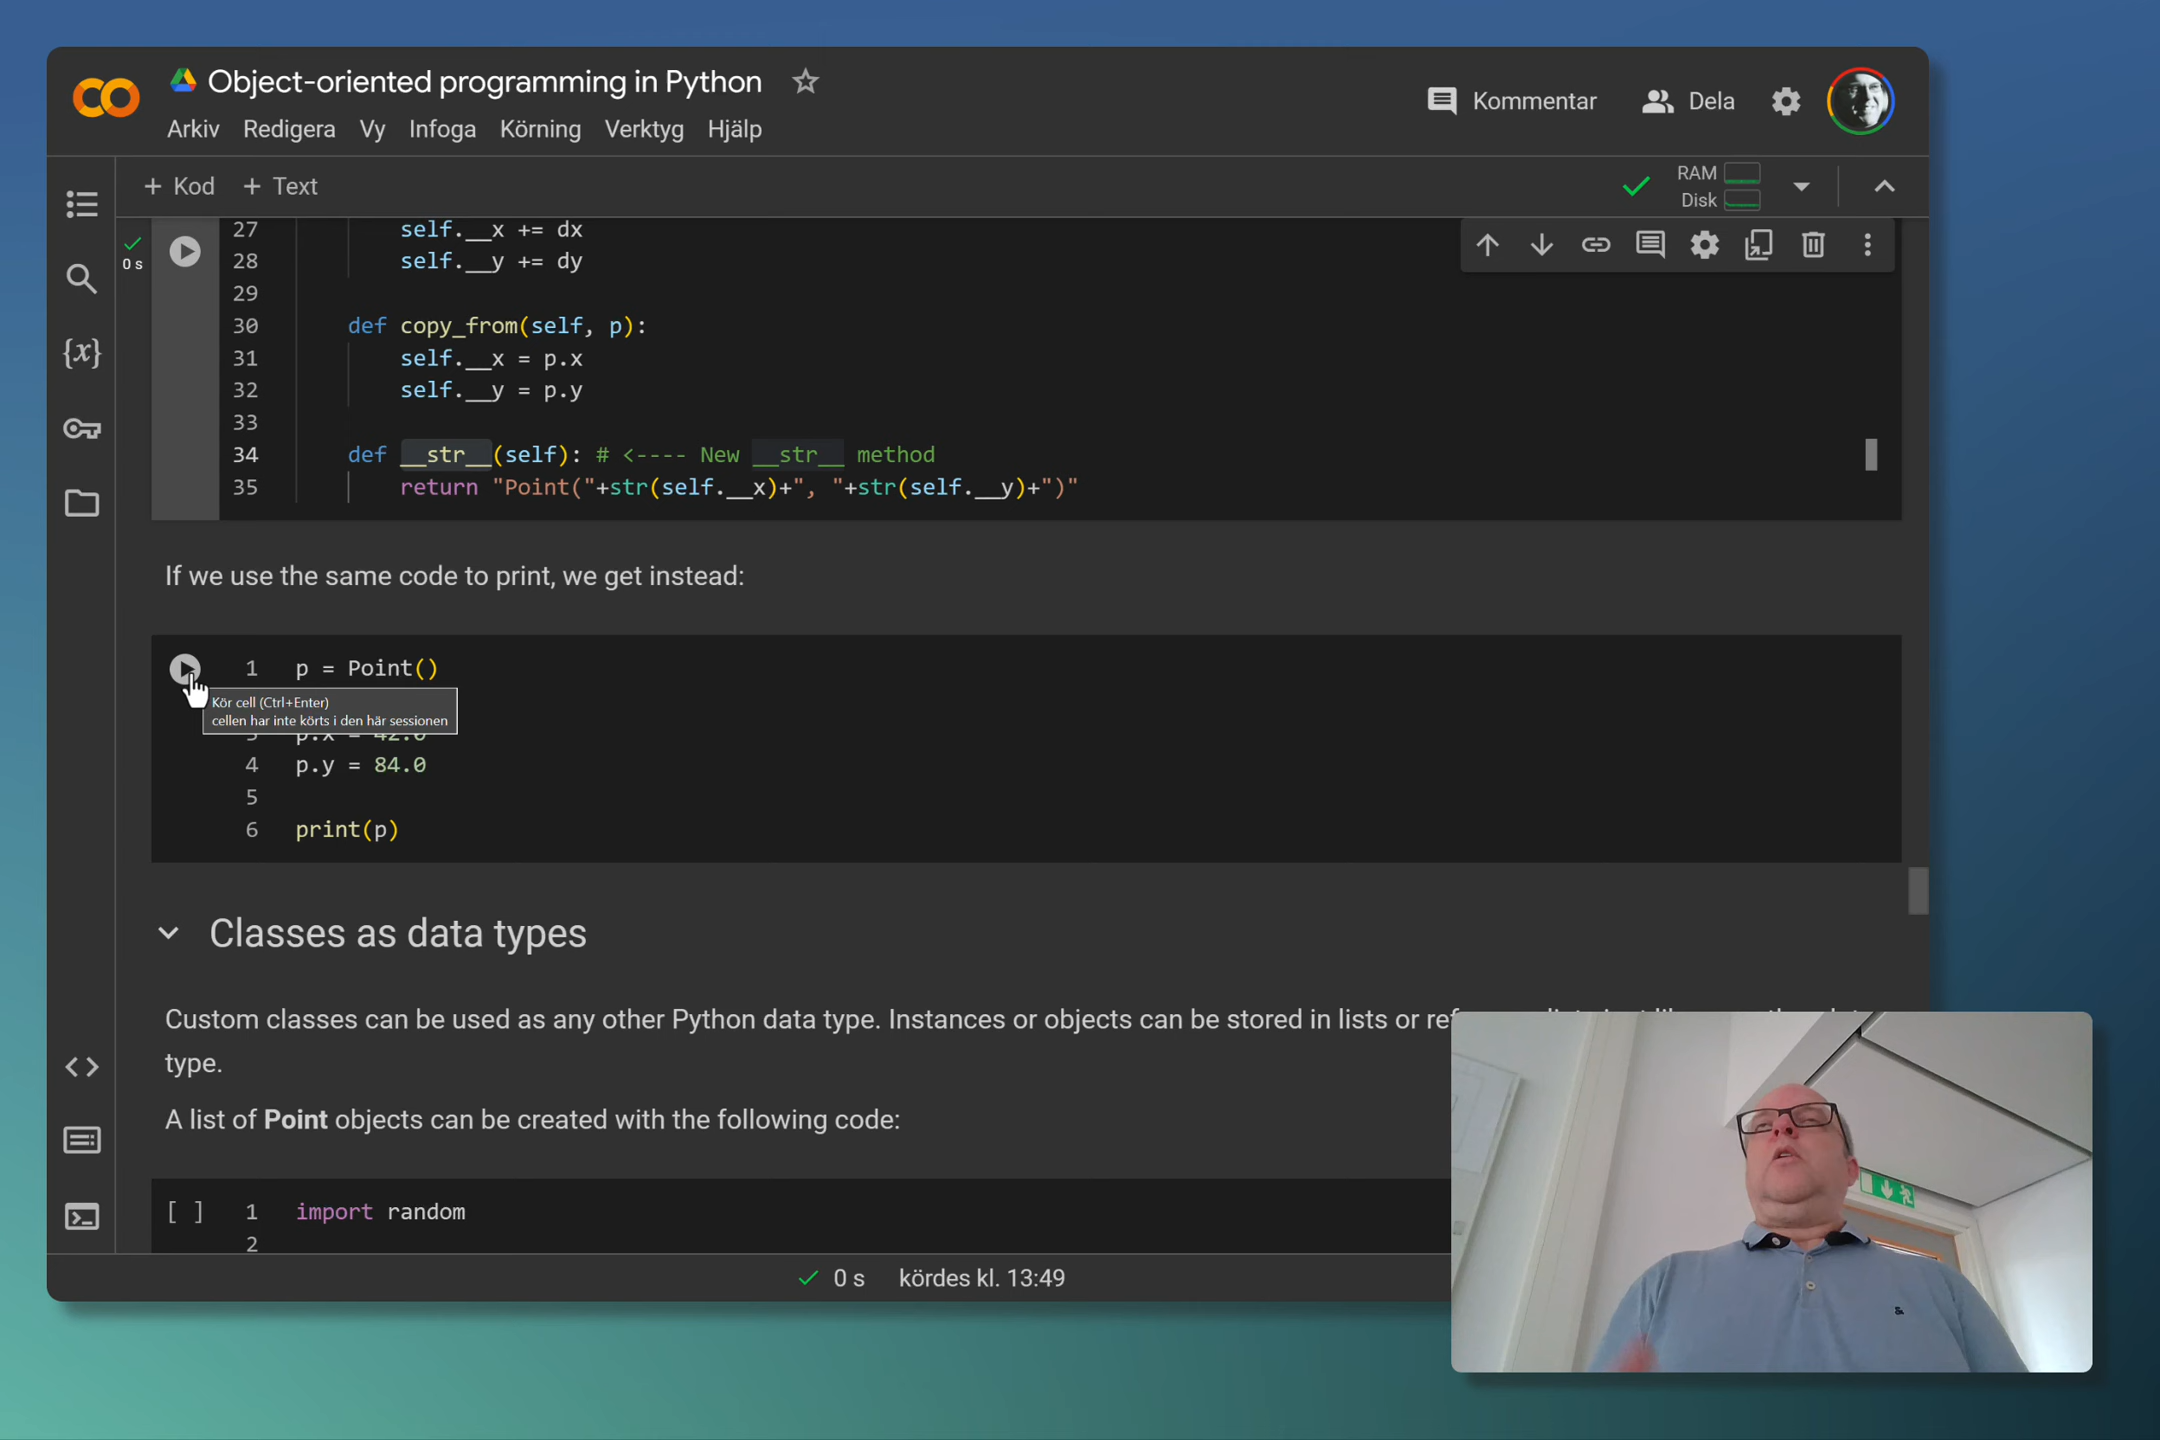 Object-oriented programming in Python
Arkiv Redigera Vy Infoga Körning Verktyg Hjälp
Kommentar
Dela
+ Kod + Text
RAM
Disk
0 s
27 self.__x += dx
28 self.__y += dy
29
30 def copy_from(self, p):
31 self.__x = p.x
32 self.__y = p.y
33
34 def __str__(self): # <---- New __str__ method
35 return "Point("+str(self.__x)+", "+str(self.__y)+")"
If we use the same code to print, we get instead:
1 p = Point()
Kör cell (Ctrl+Enter)
cellen har inte körts i den här sessionen
3 p.x = 42.0
4 p.y = 84.0
5
6 print(p)
Classes as data types
Custom classes can be used as any other Python data type. Instances or objects can be stored in lists or
type.
A list of Point objects can be created with the following code:
[ ] 1 import random
2
0 s kördes kl. 13:49